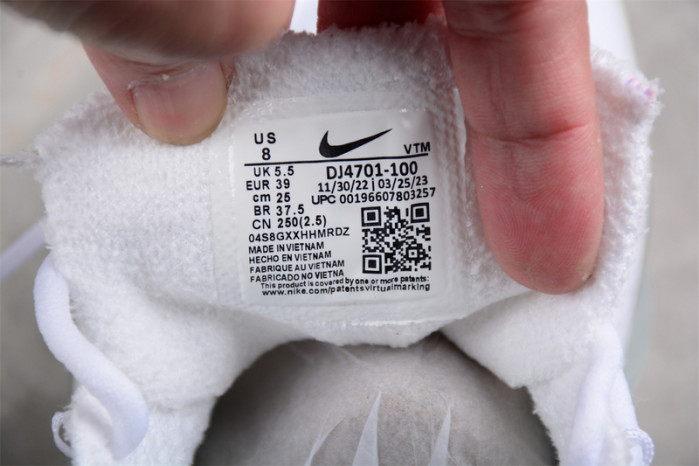 US
8
VTM
UK 5.5
DJ4701-100
EUR 39
11/30/22 | 03/25/23
cm 25
UPC 00196607803257
BR 37.5
CN 250(2.5)
04S8GXXHHMRDZ
MADE IN VIETNAM
HECHO EN VIETNAM
FABRIQUE AU VIETNAM
FABRICADO NO VIETNA
This product is covered by one or more patents:
www.nike.com/patentsvirtualmarking